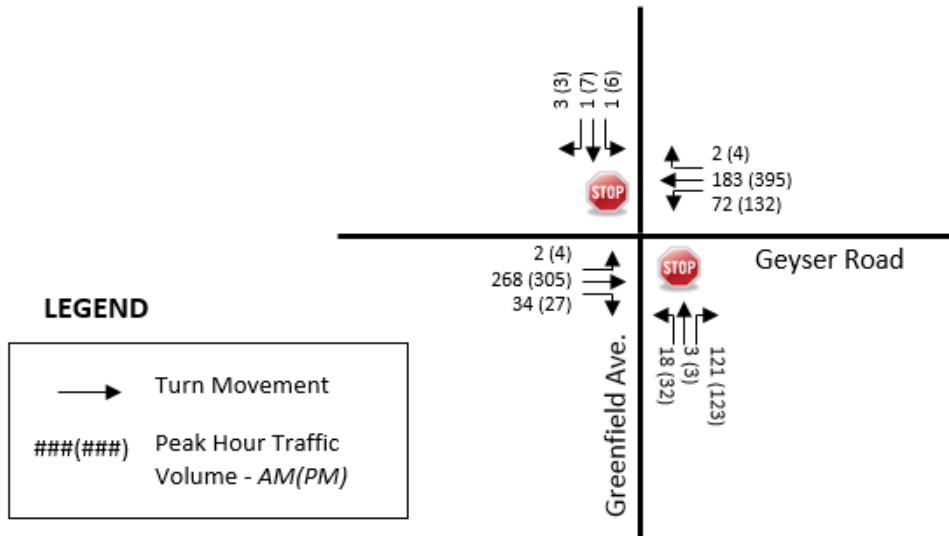 3 (3)
1 (7)
1 (6)
STOP
2 (4)
183 (395)
72 (132)
2 (4)
268 (305)
34 (27)
STOP
Geyser Road
18 (32)
3 (3)
121 (123)
Greenfield Ave.
LEGEND
Turn Movement
###(###) Peak Hour Traffic
Volume - AM(PM)